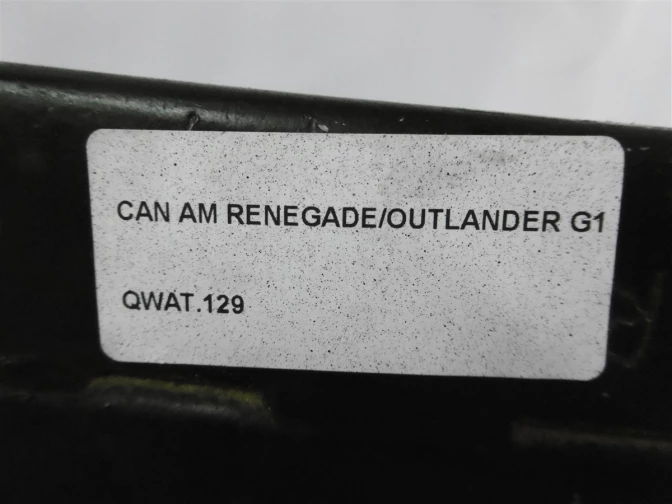 CAN AM RENEGADE/OUTLANDER G1
QWAT.129